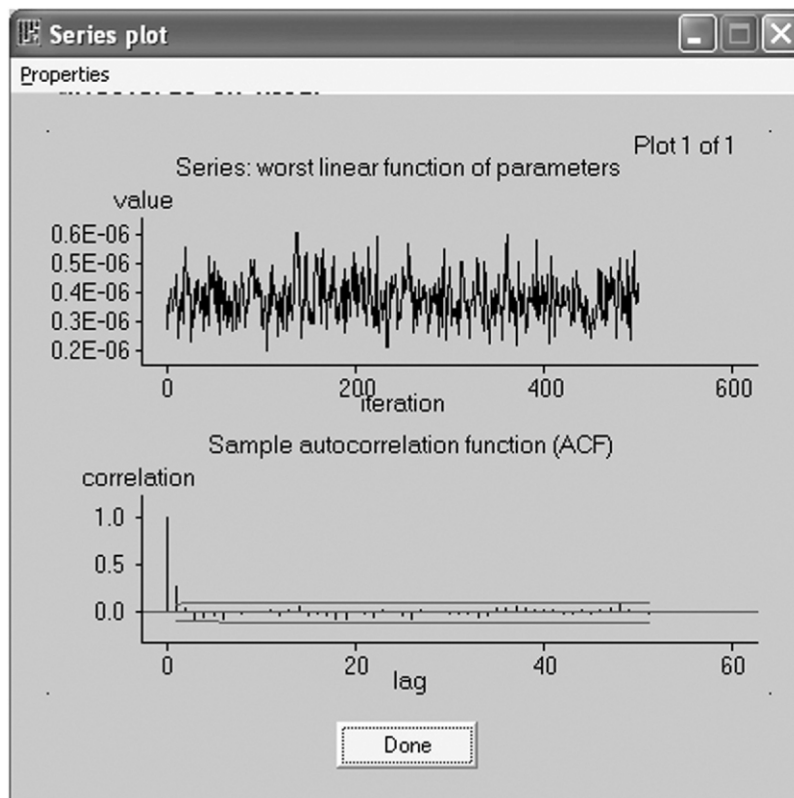 Series plot
Properties
Plot 1 of 1
Series: worst linear function of parameters
value
0.6E-06
0.5E-06
0.4E-06
0.3E-06
0.2E-06
0
200
400
600
iteration
Sample autocorrelation function (ACF)
correlation
1.0
0.5
0.0
0
20
40
60
lag
Done